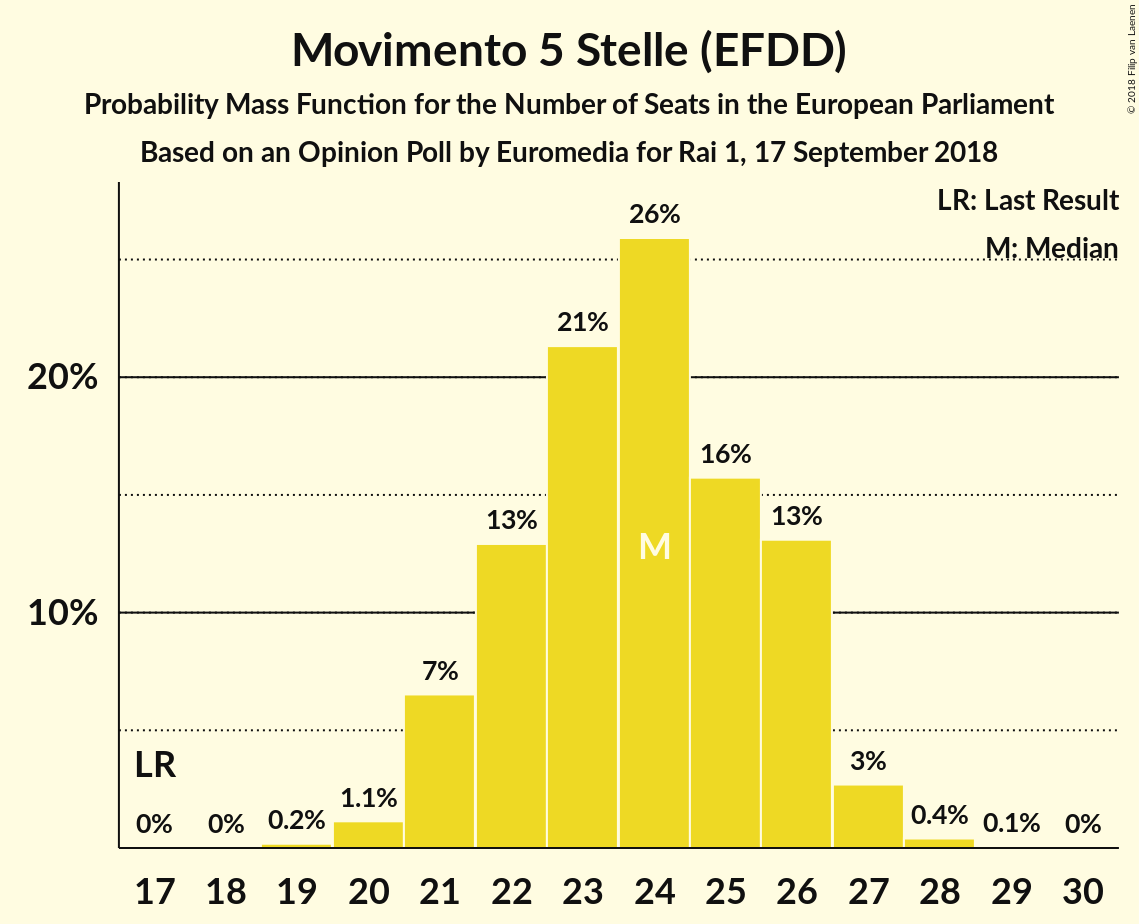 Movimento 5 Stelle (EFDD)
Probability Mass Function for the Number of Seats in the European Parliament
Based on an Opinion Poll by Euromedia for Rai 1, 17 September 2018
© 2018 Filip van Laenen
LR: Last Result
M: Median
26%
21%
20%
16%
13%
13%
M
10%
7%
LR
3%
1.1%
0%
0%
0.2%
0.4%
0.1%
0%
17 18 19 20 21 22 23 24 25 26 27 28 29 30